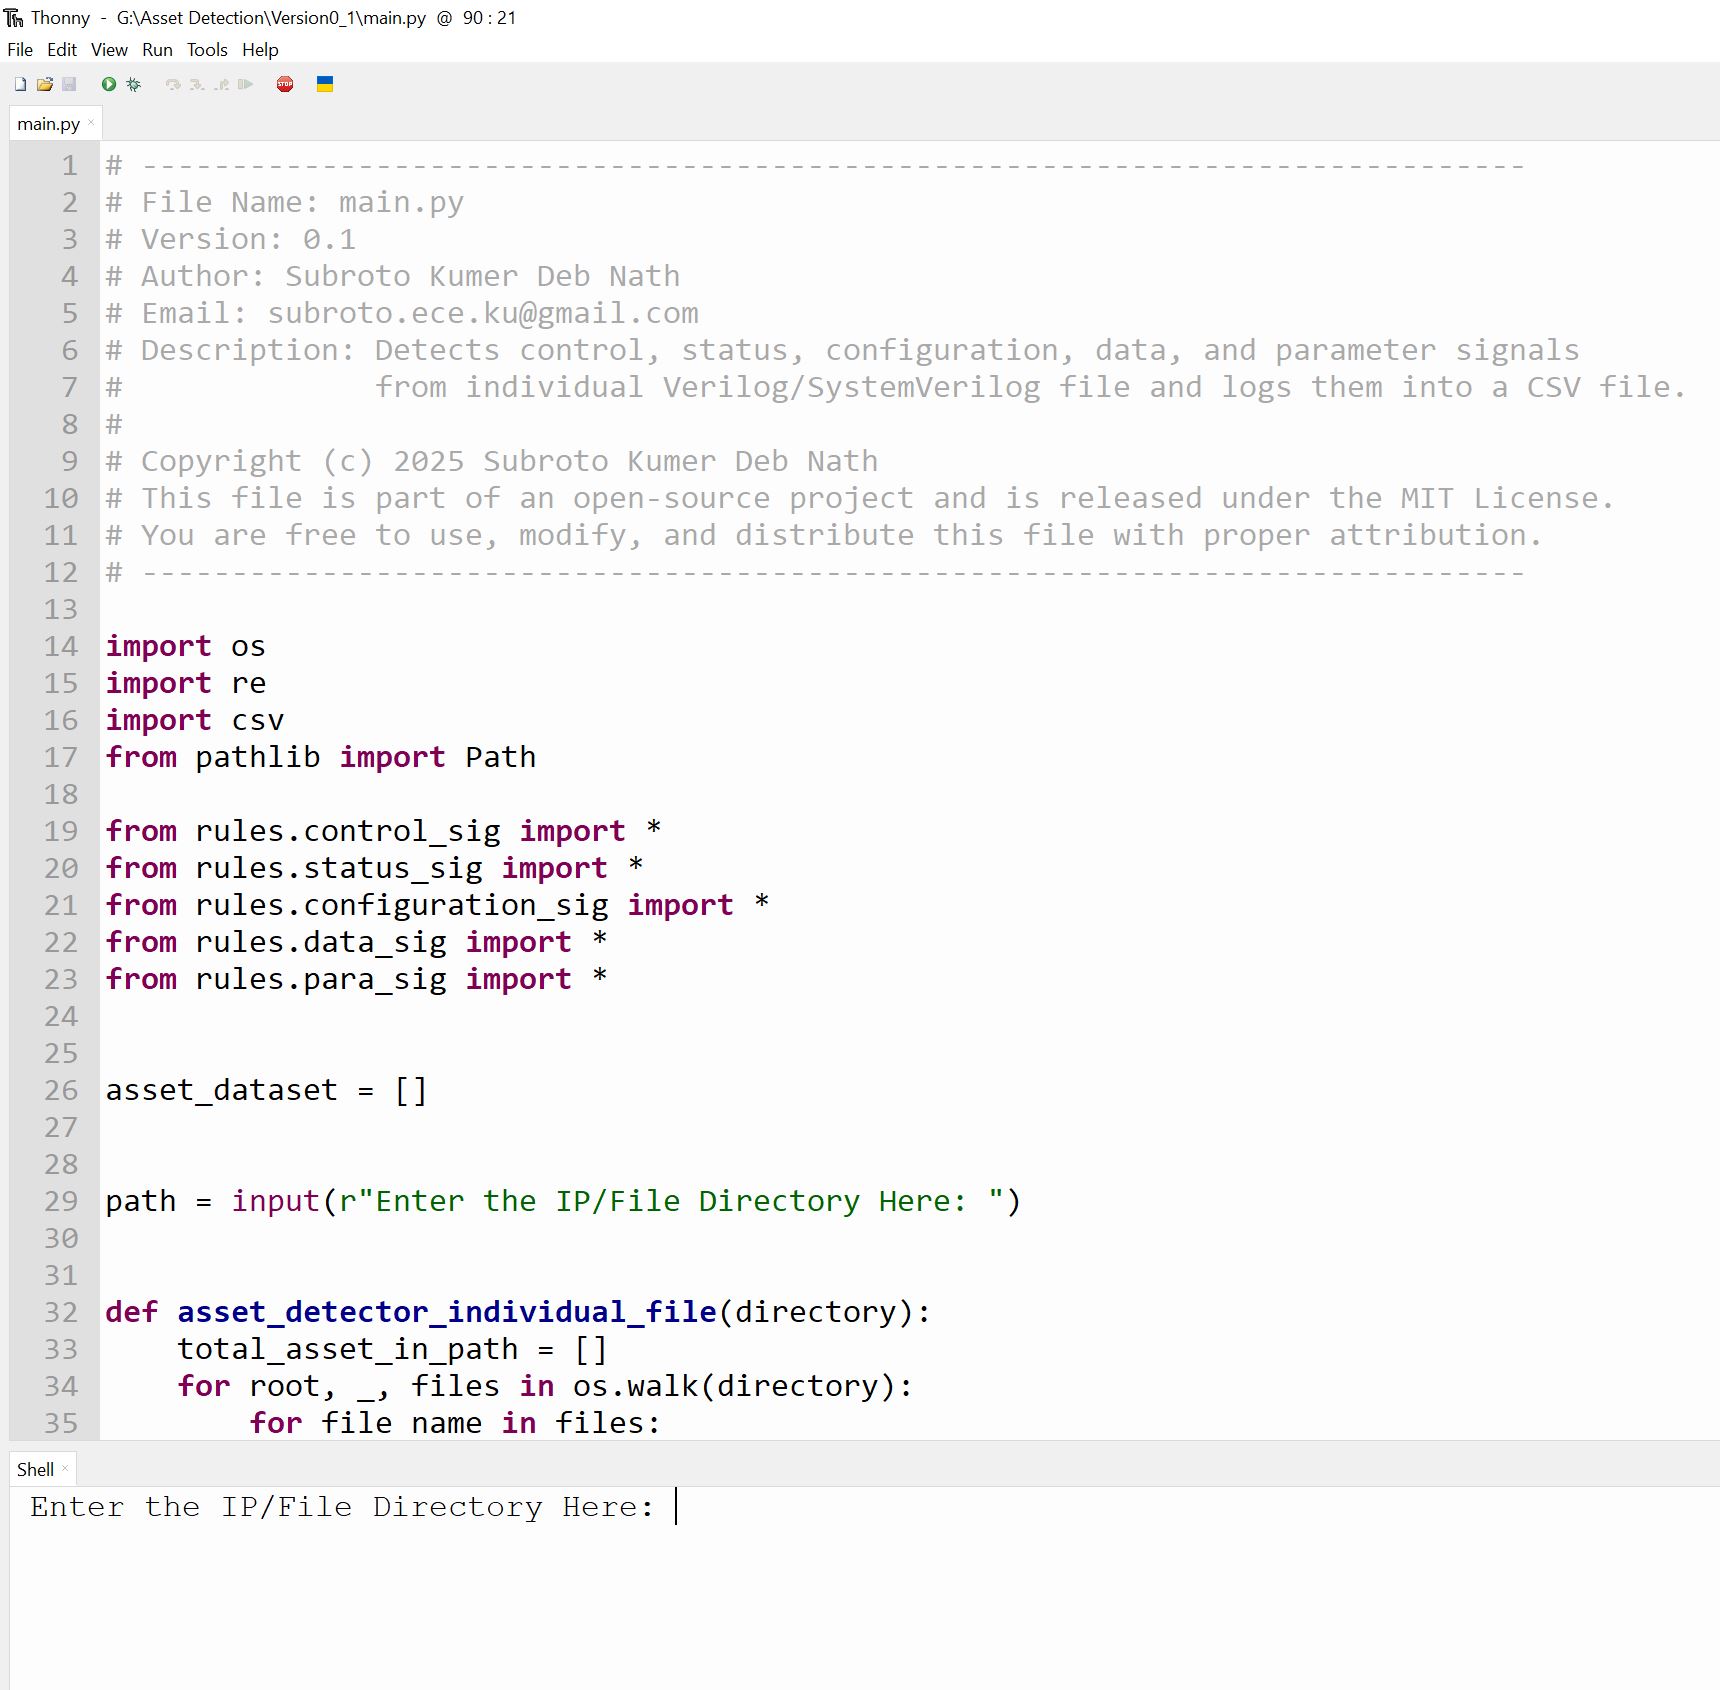 Thonny - G:\Asset Detection\Version0_1\main.py @ 90 : 21
File Edit View Run Tools Help
STOP
main.py ×
1 # -----------------------------------------------------------------------------
2 # File Name: main.py
3 # Version: 0.1
4 # Author: Subroto Kumer Deb Nath
5 # Email: subroto.ece.ku@gmail.com
6 # Description: Detects control, status, configuration, data, and parameter signals
7 #              from individual Verilog/SystemVerilog file and logs them into a CSV file.
8 #
9 # Copyright (c) 2025 Subroto Kumer Deb Nath
10 # This file is part of an open-source project and is released under the MIT License.
11 # You are free to use, modify, and distribute this file with proper attribution.
12 # -----------------------------------------------------------------------------
13
14 import os
15 import re
16 import csv
17 from pathlib import Path
18
19 from rules.control_sig import *
20 from rules.status_sig import *
21 from rules.configuration_sig import *
22 from rules.data_sig import *
23 from rules.para_sig import *
24
25
26 asset_dataset = []
27
28
29 path = input(r"Enter the IP/File Directory Here: ")
30
31
32 def asset_detector_individual_file(directory):
33     total_asset_in_path = []
34     for root, _, files in os.walk(directory):
35         for file name in files:
Shell ×
Enter the IP/File Directory Here: